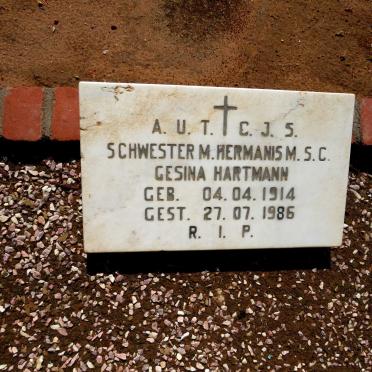 A. U. T. † C. J. S.
SCHWESTER M. HERMANIS M. S. C.
GESINA HARTMANN
GEB. 04. 04. 1914
GEST. 27. 07. 1986
R. I. P.